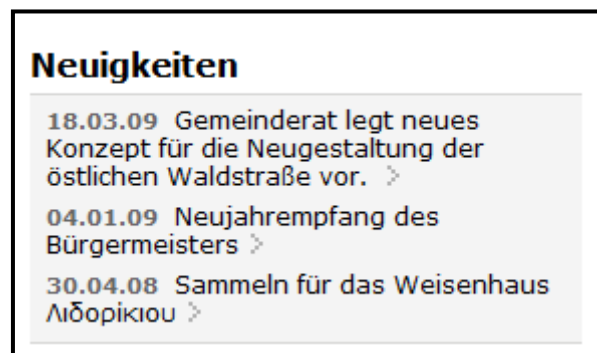 Neuigkeiten
18.03.09 Gemeinderat legt neues
Konzept für die Neugestaltung der
östlichen Waldstraße vor. >
04.01.09 Neujahrempfang des
Bürgermeisters >
30.04.08 Sammeln für das Weisenhaus
Λιδορίκιου >